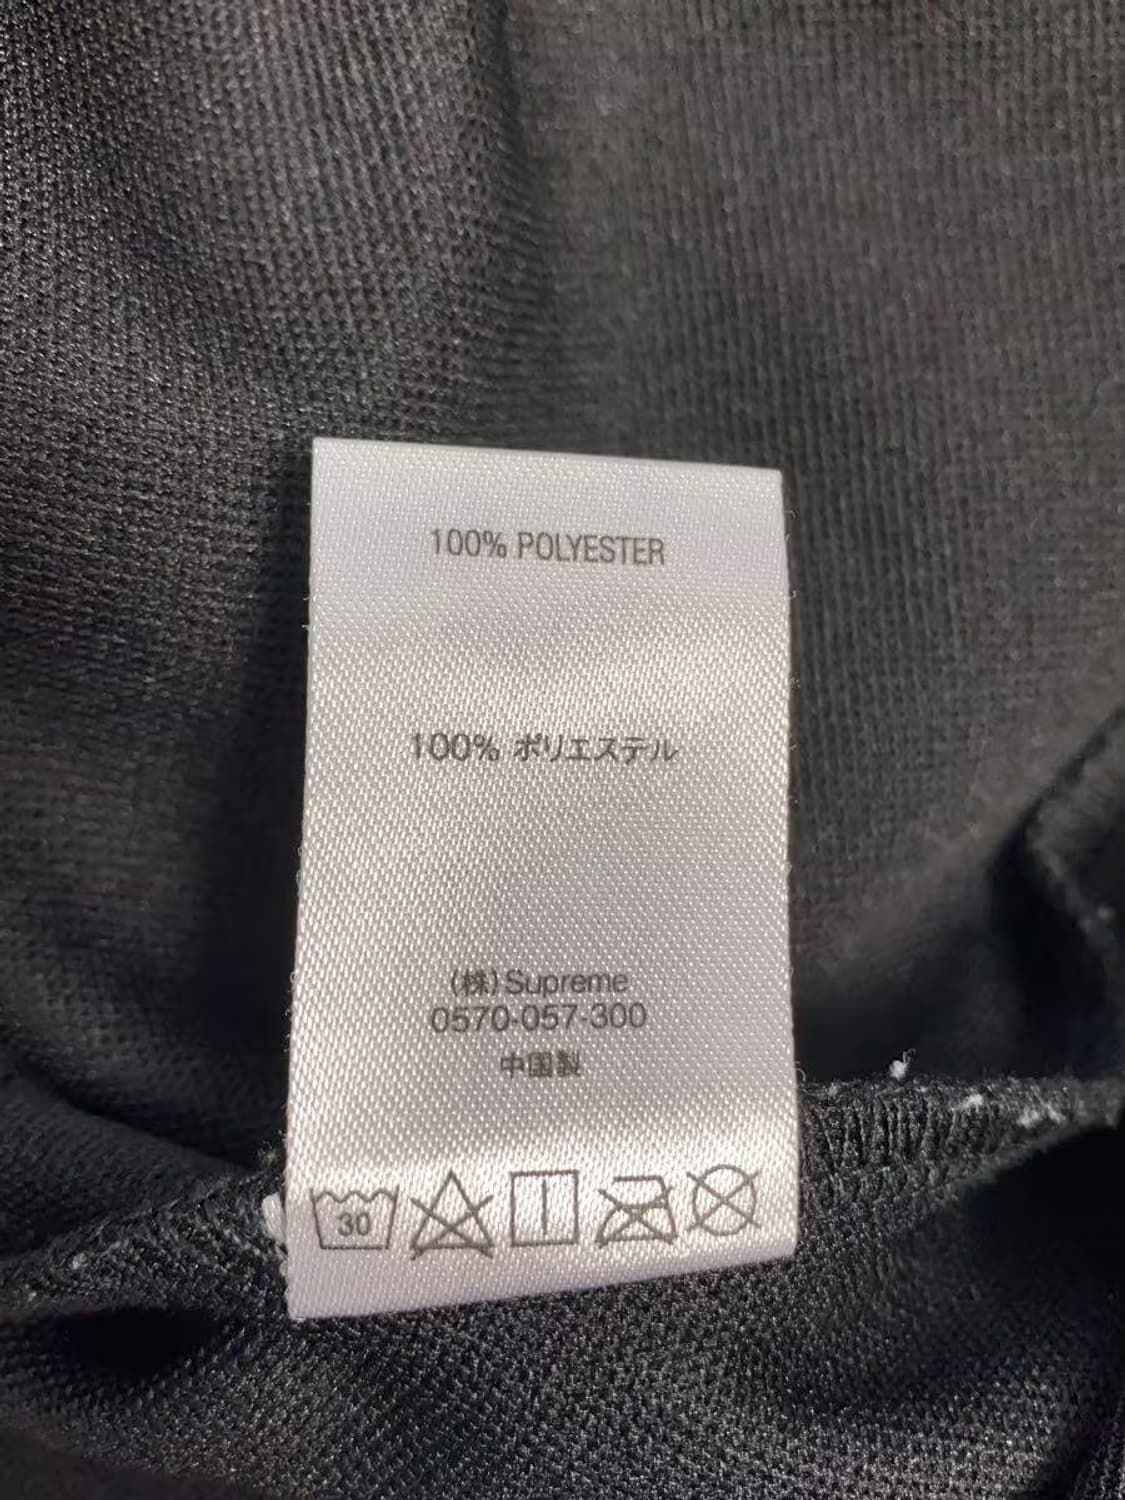 100% POLYESTER
100% ポリエステル
(株)Supreme
0570-057-300
中国製
30